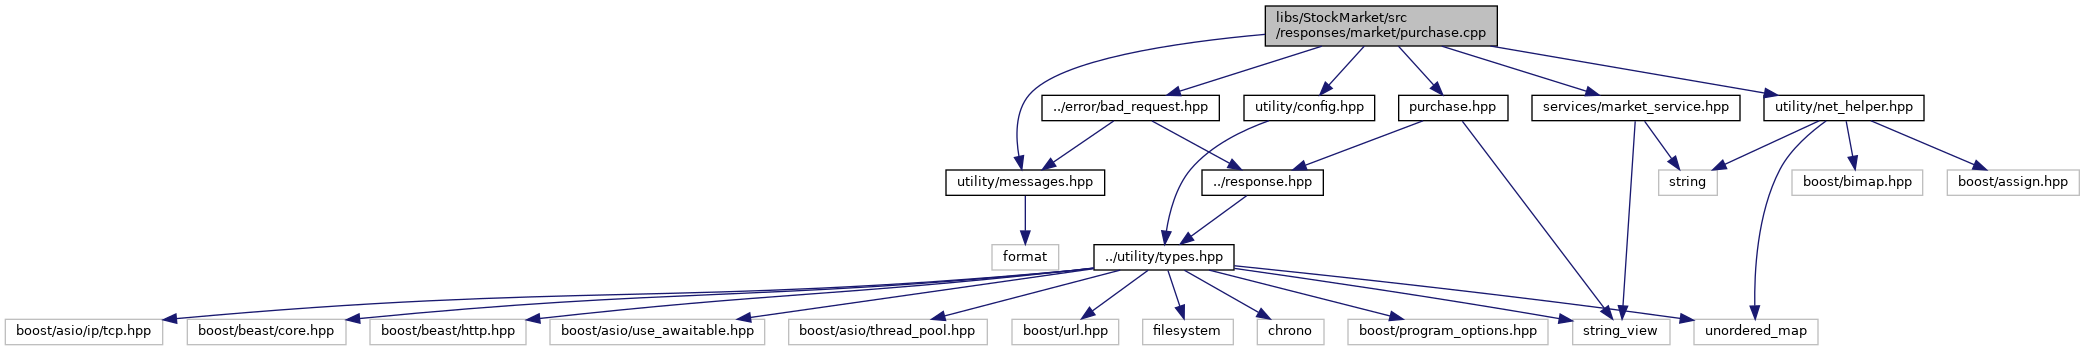 libs/StockMarket/src
/responses/market/purchase.cpp
../error/bad_request.hpp
utility/config.hpp
purchase.hpp
services/market_service.hpp
utility/net_helper.hpp
utility/messages.hpp
../response.hpp
string
boost/bimap.hpp
boost/assign.hpp
format
../utility/types.hpp
boost/asio/ip/tcp.hpp
boost/beast/core.hpp
boost/beast/http.hpp
boost/asio/use_awaitable.hpp
boost/asio/thread_pool.hpp
boost/url.hpp
filesystem
chrono
boost/program_options.hpp
string_view
unordered_map